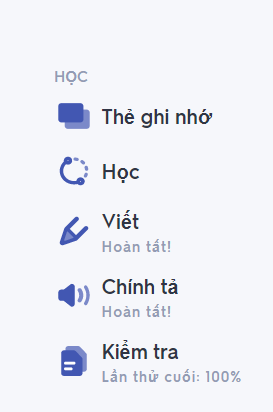 HỌC
Thẻ ghi nhớ
Học
Viết
Hoàn tất!
Chính tả
Hoàn tất!
Kiểm tra
Lần thử cuối: 100%